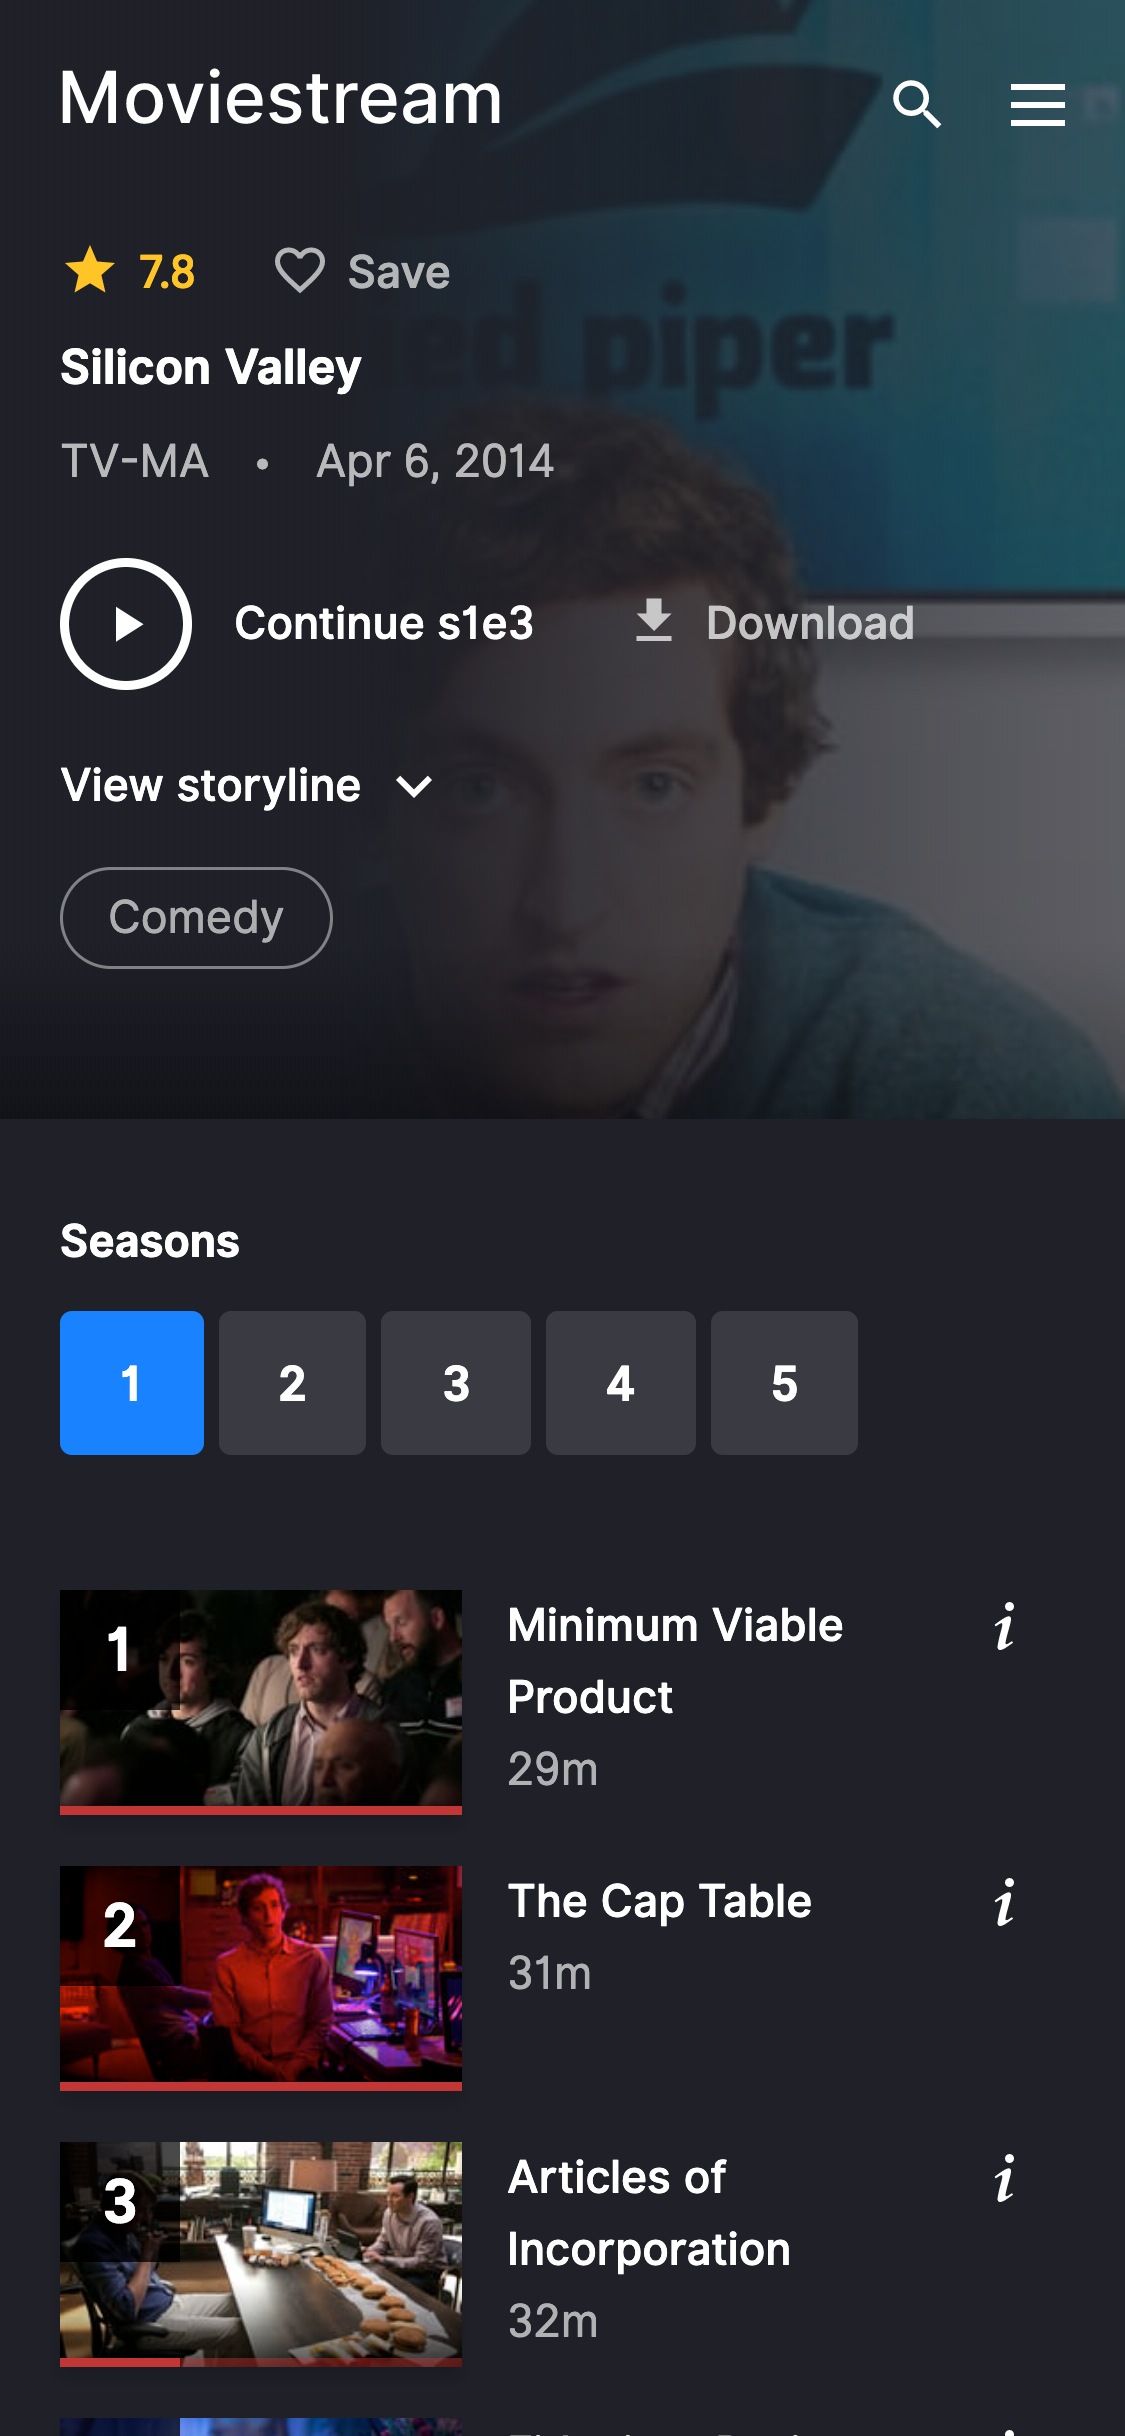 Moviestream
7.8 Save
ed piper
Silicon Valley
TV-MA • Apr 6, 2014
Continue s1e3 Download
View storyline
Comedy
Seasons
1 2 3 4 5
1
Minimum Viable
Product
29m
2
The Cap Table
31m
3
Articles of
Incorporation
32m